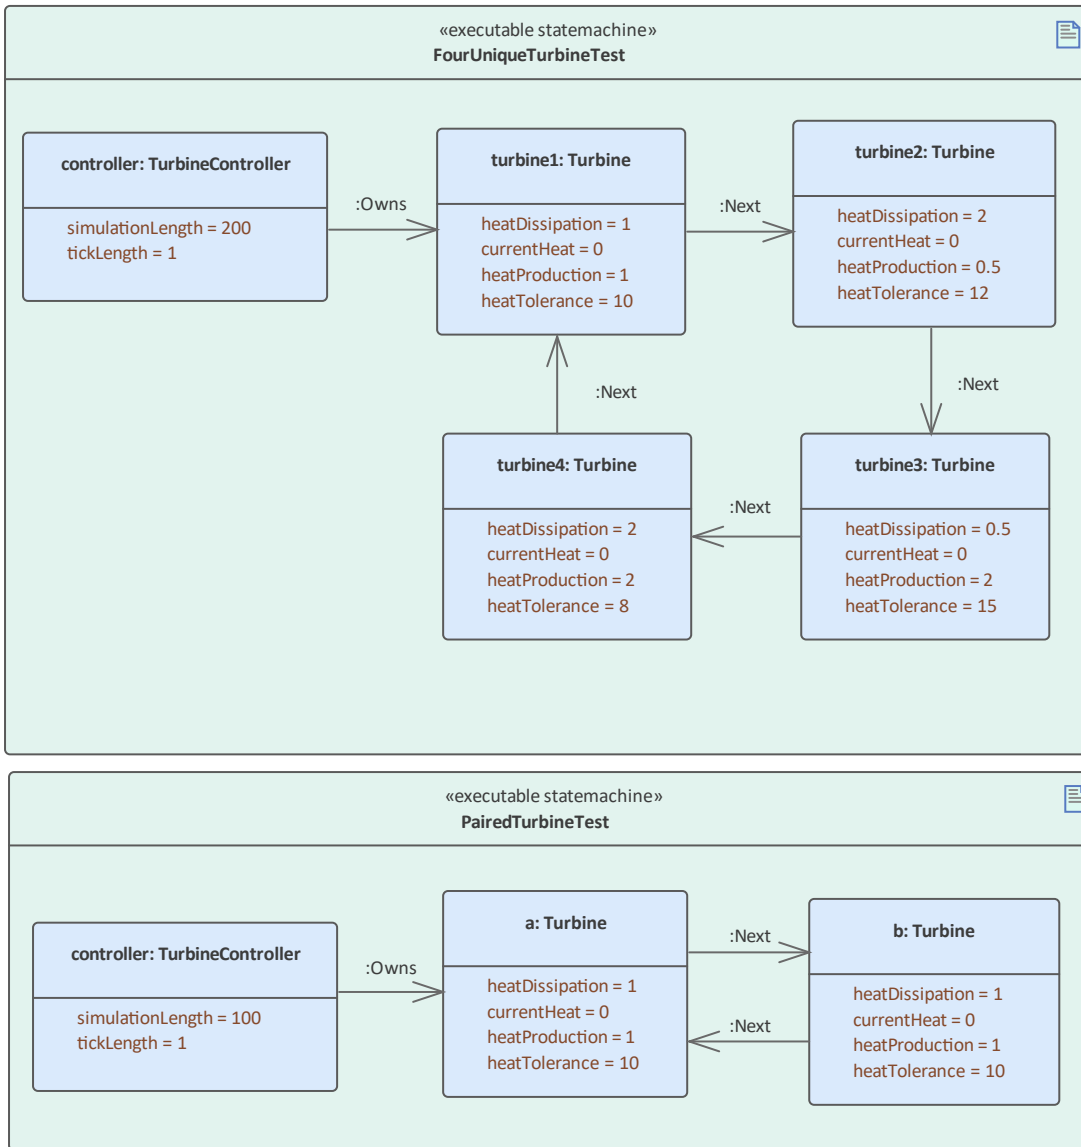 «executable statemachine»
FourUniqueTurbineTest
controller: TurbineController
simulationLength = 200
tickLength = 1
:Owns
turbine1: Turbine
heatDissipation = 1
currentHeat = 0
heatProduction = 1
heatTolerance = 10
:Next
turbine2: Turbine
heatDissipation = 2
currentHeat = 0
heatProduction = 0.5
heatTolerance = 12
:Next
:Next
turbine4: Turbine
heatDissipation = 2
currentHeat = 0
heatProduction = 2
heatTolerance = 8
:Next
turbine3: Turbine
heatDissipation = 0.5
currentHeat = 0
heatProduction = 2
heatTolerance = 15
«executable statemachine»
PairedTurbineTest
controller: TurbineController
simulationLength = 100
tickLength = 1
:Owns
a: Turbine
heatDissipation = 1
currentHeat = 0
heatProduction = 1
heatTolerance = 10
:Next
:Next
b: Turbine
heatDissipation = 1
currentHeat = 0
heatProduction = 1
heatTolerance = 10